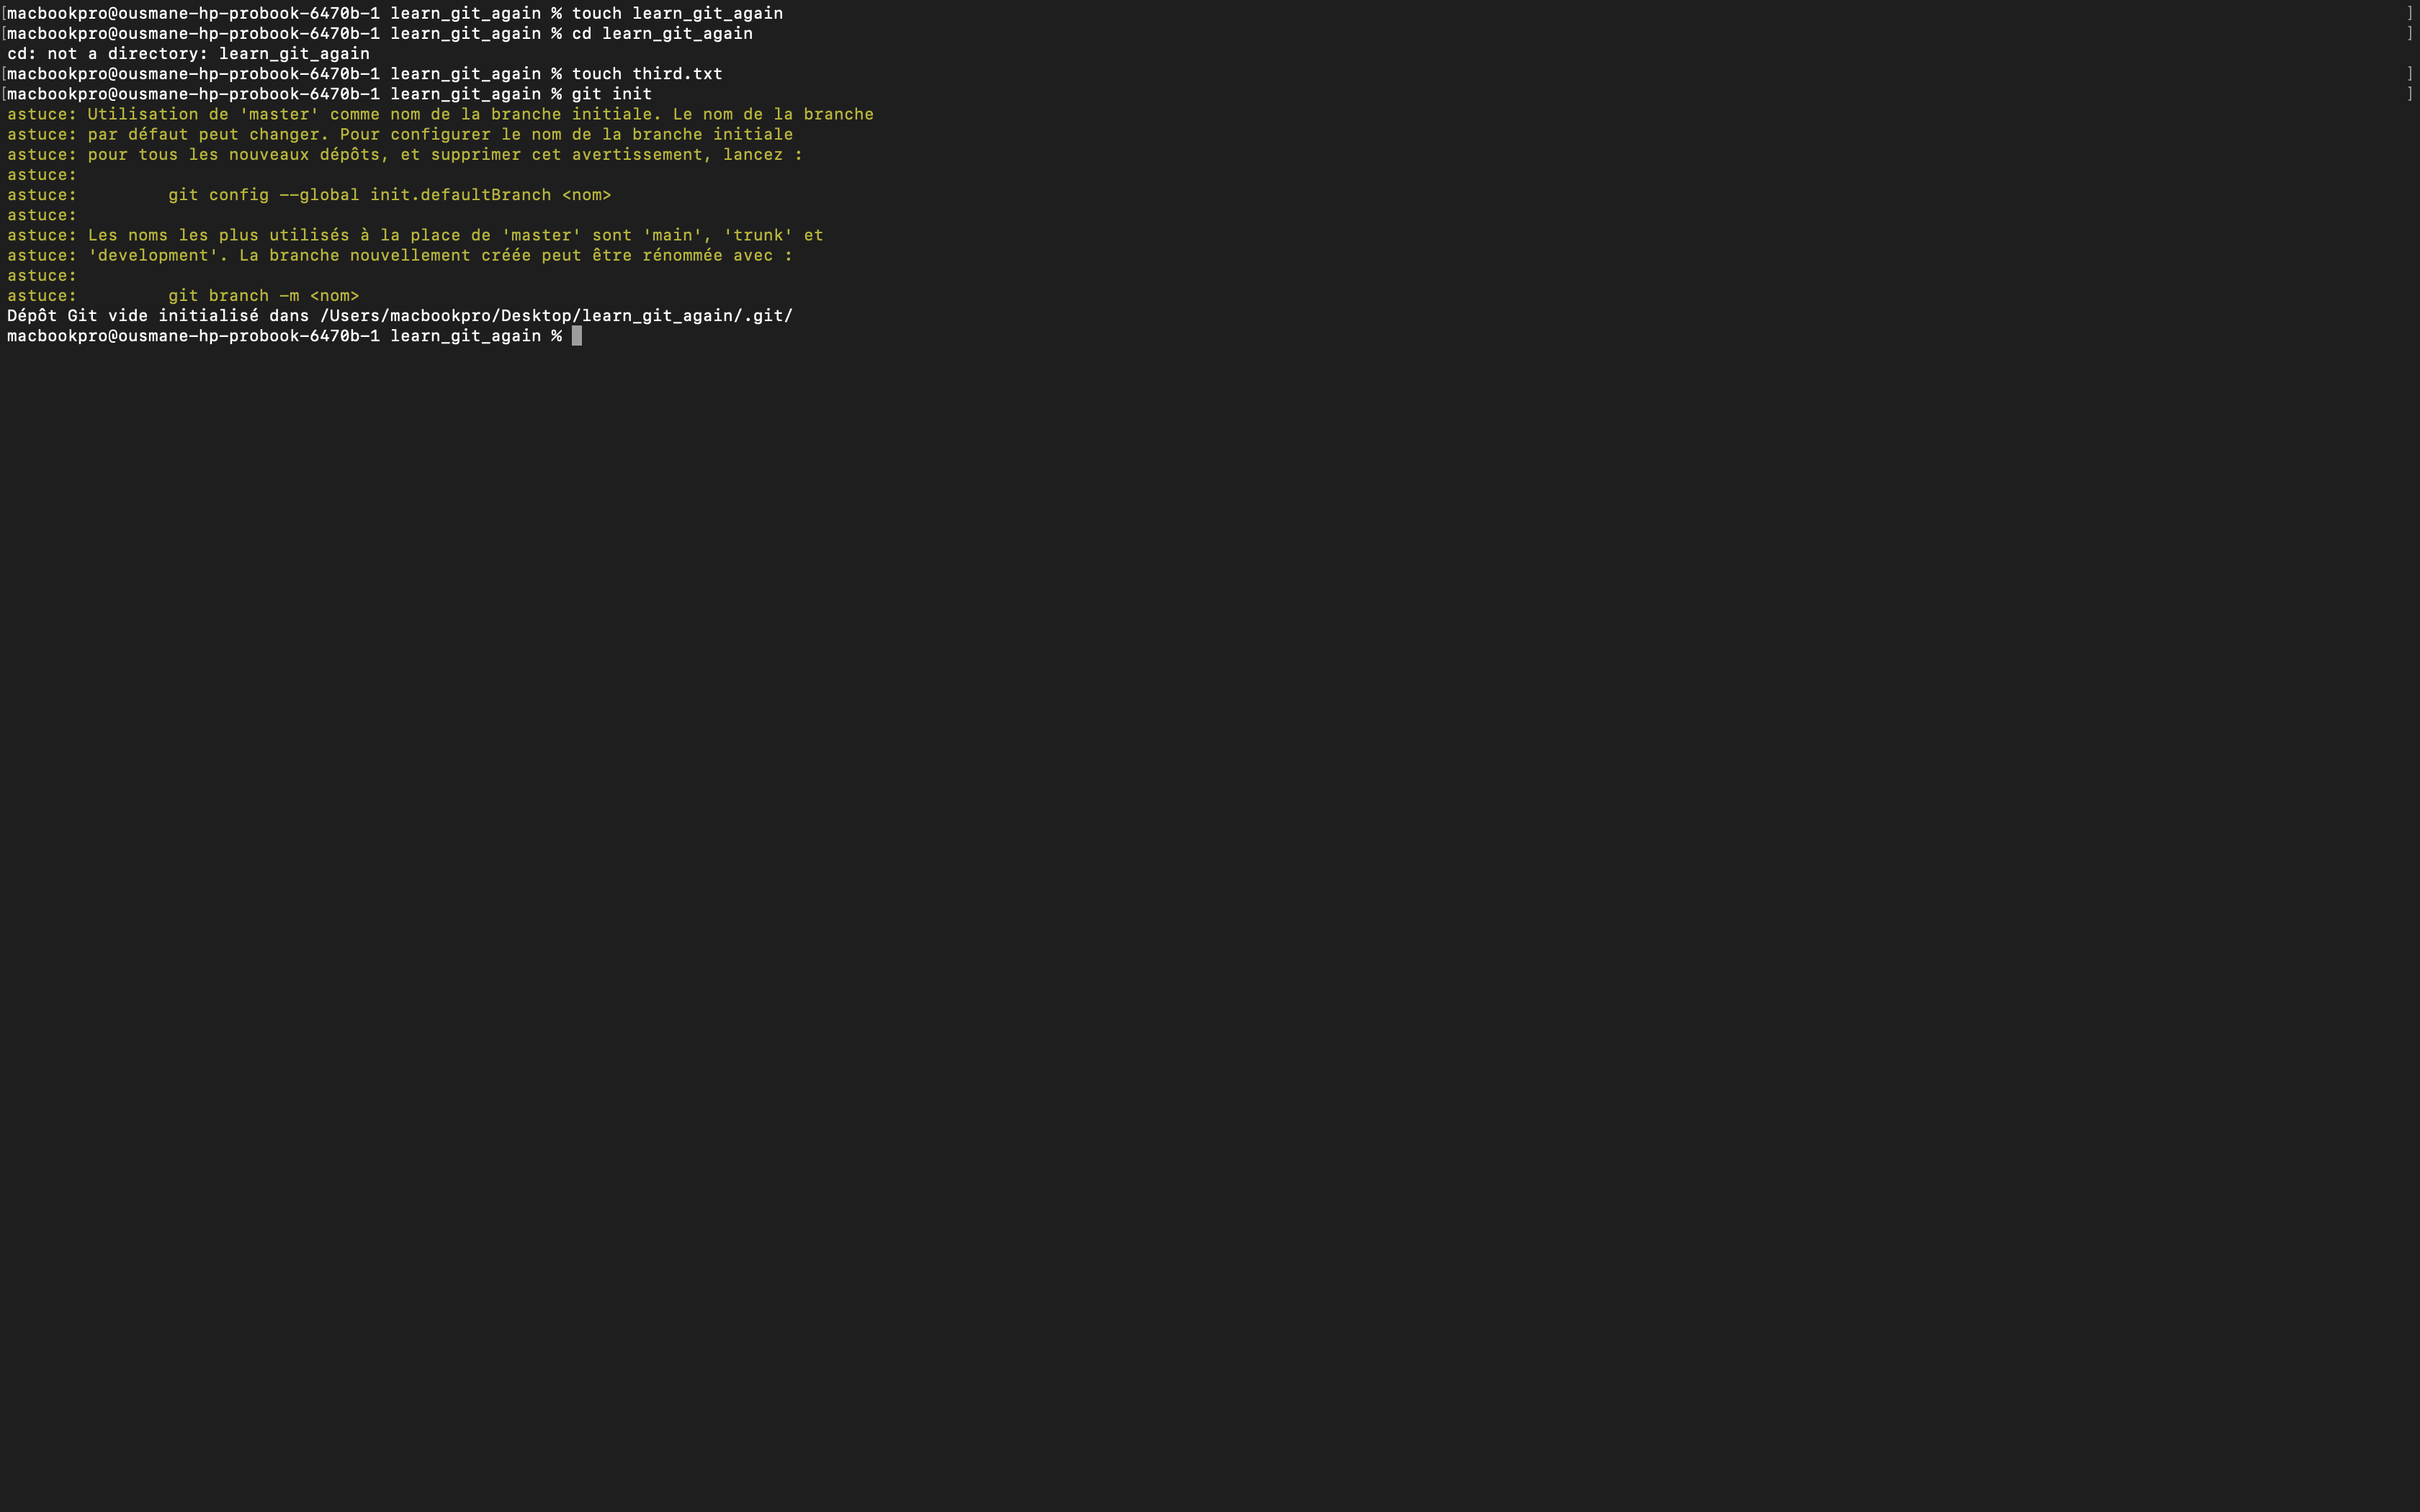 [macbookpro@ousmane-hp-probook-6470b-1 learn_git_again % touch learn_git_again ]
[macbookpro@ousmane-hp-probook-6470b-1 learn_git_again % cd learn_git_again ]
cd: not a directory: learn_git_again
[macbookpro@ousmane-hp-probook-6470b-1 learn_git_again % touch third.txt ]
[macbookpro@ousmane-hp-probook-6470b-1 learn_git_again % git init ]
astuce: Utilisation de 'master' comme nom de la branche initiale. Le nom de la branche
astuce: par défaut peut changer. Pour configurer le nom de la branche initiale
astuce: pour tous les nouveaux dépôts, et supprimer cet avertissement, lancez :
astuce:
astuce: git config --global init.defaultBranch <nom>
astuce:
astuce: Les noms les plus utilisés à la place de 'master' sont 'main', 'trunk' et
astuce: 'development'. La branche nouvellement créée peut être rénommée avec :
astuce:
astuce: git branch -m <nom>
Dépôt Git vide initialisé dans /Users/macbookpro/Desktop/learn_git_again/.git/
macbookpro@ousmane-hp-probook-6470b-1 learn_git_again %